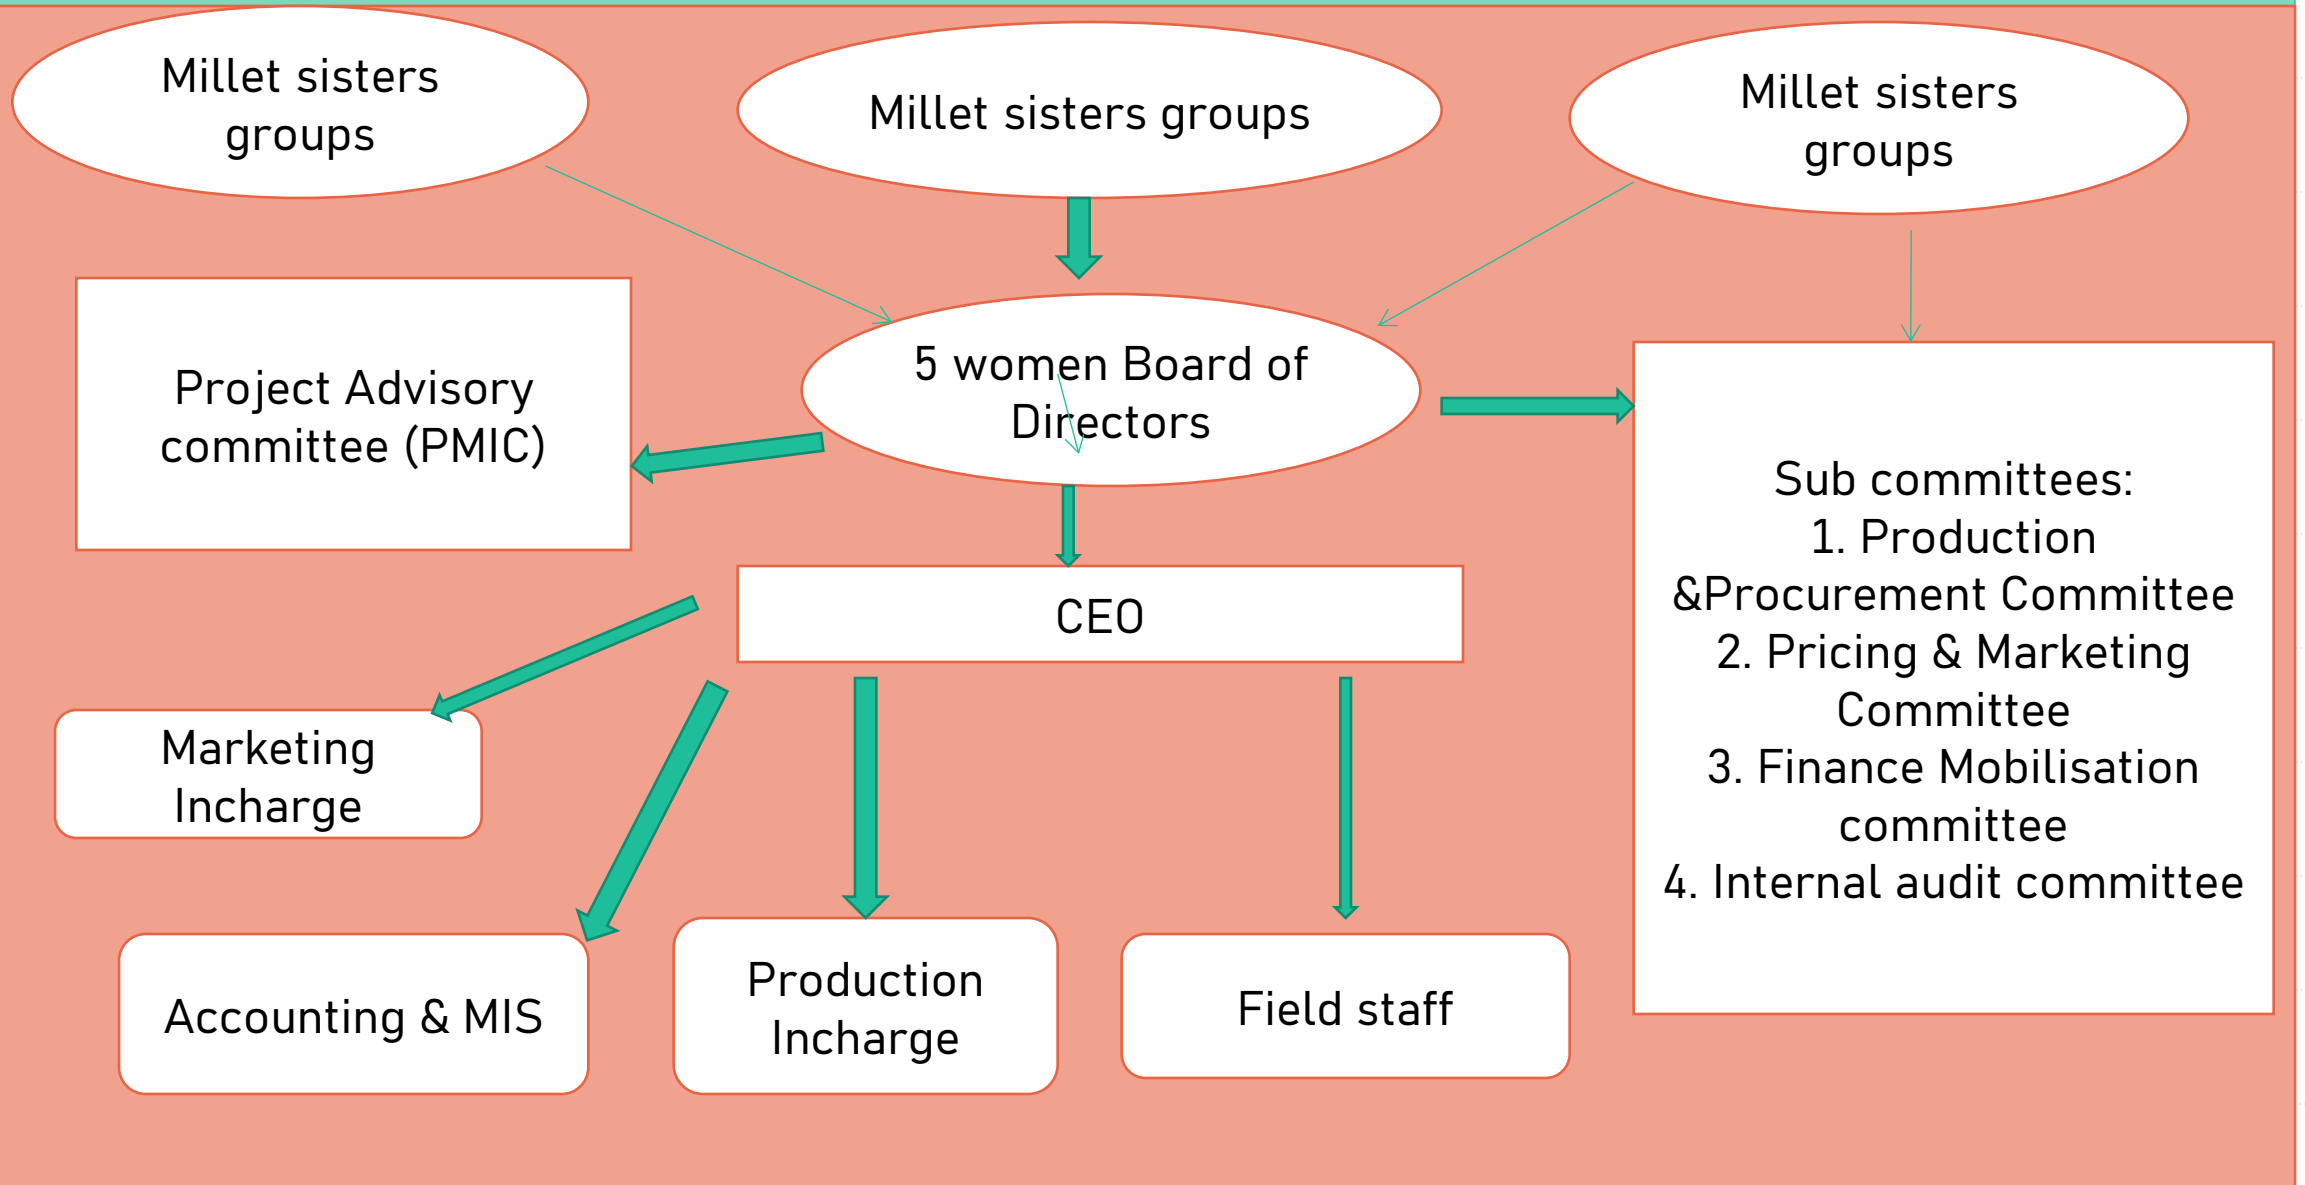 Millet sisters
groups
Millet sisters groups
Millet sisters
groups
Project Advisory
committee (PMIC)
5 women Board of
Directors
Sub committees:
1. Production
&Procurement Committee
2. Pricing & Marketing
Committee
3. Finance Mobilisation
committee
4. Internal audit committee
CEO
Marketing
Incharge
Accounting & MIS
Production
Incharge
Field staff